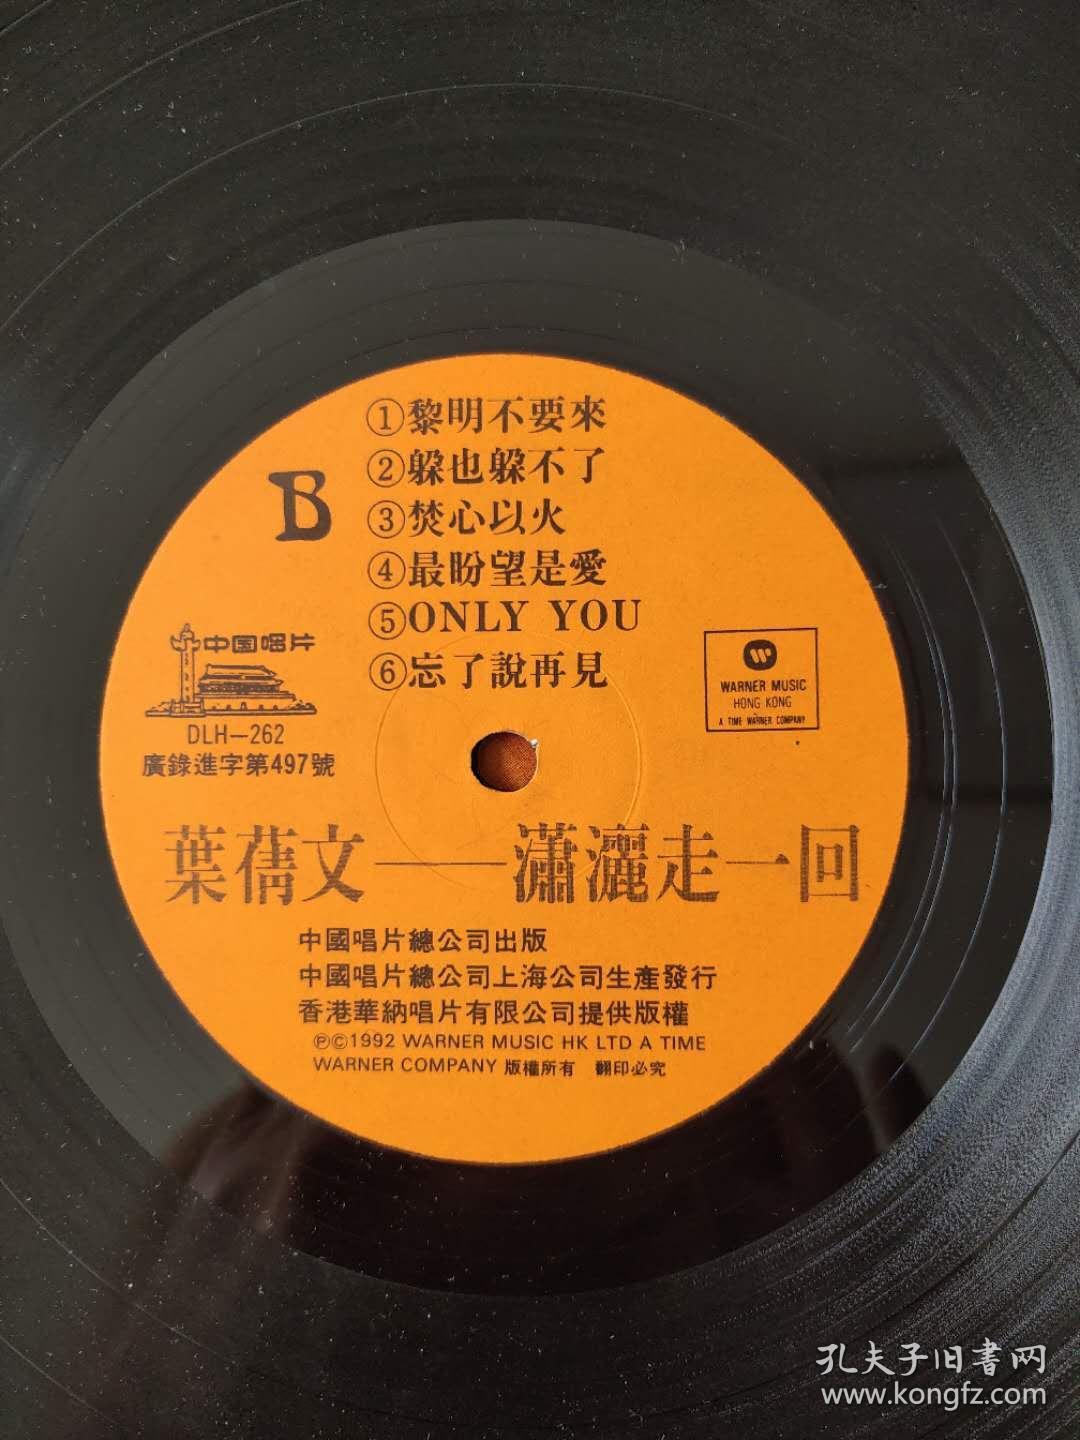 ①黎明不要來
②躲也躲不了
③焚心以火
④最盼望是愛
⑤ONLY YOU
⑥忘了說再見
B
中国唱片
DLH-262
廣錄進字第497號
WARNER MUSIC
HONG KONG
A TIME WARNER COMPANY
葉蒨文——瀟灑走一回
中國唱片總公司出版
中國唱片總公司上海公司生產發行
香港華納唱片有限公司提供版權
ⓅⒸ1992 WARNER MUSIC HK LTD A TIME
WARNER COMPANY 版權所有 翻印必究
孔夫子旧書网
www.kongfz.com